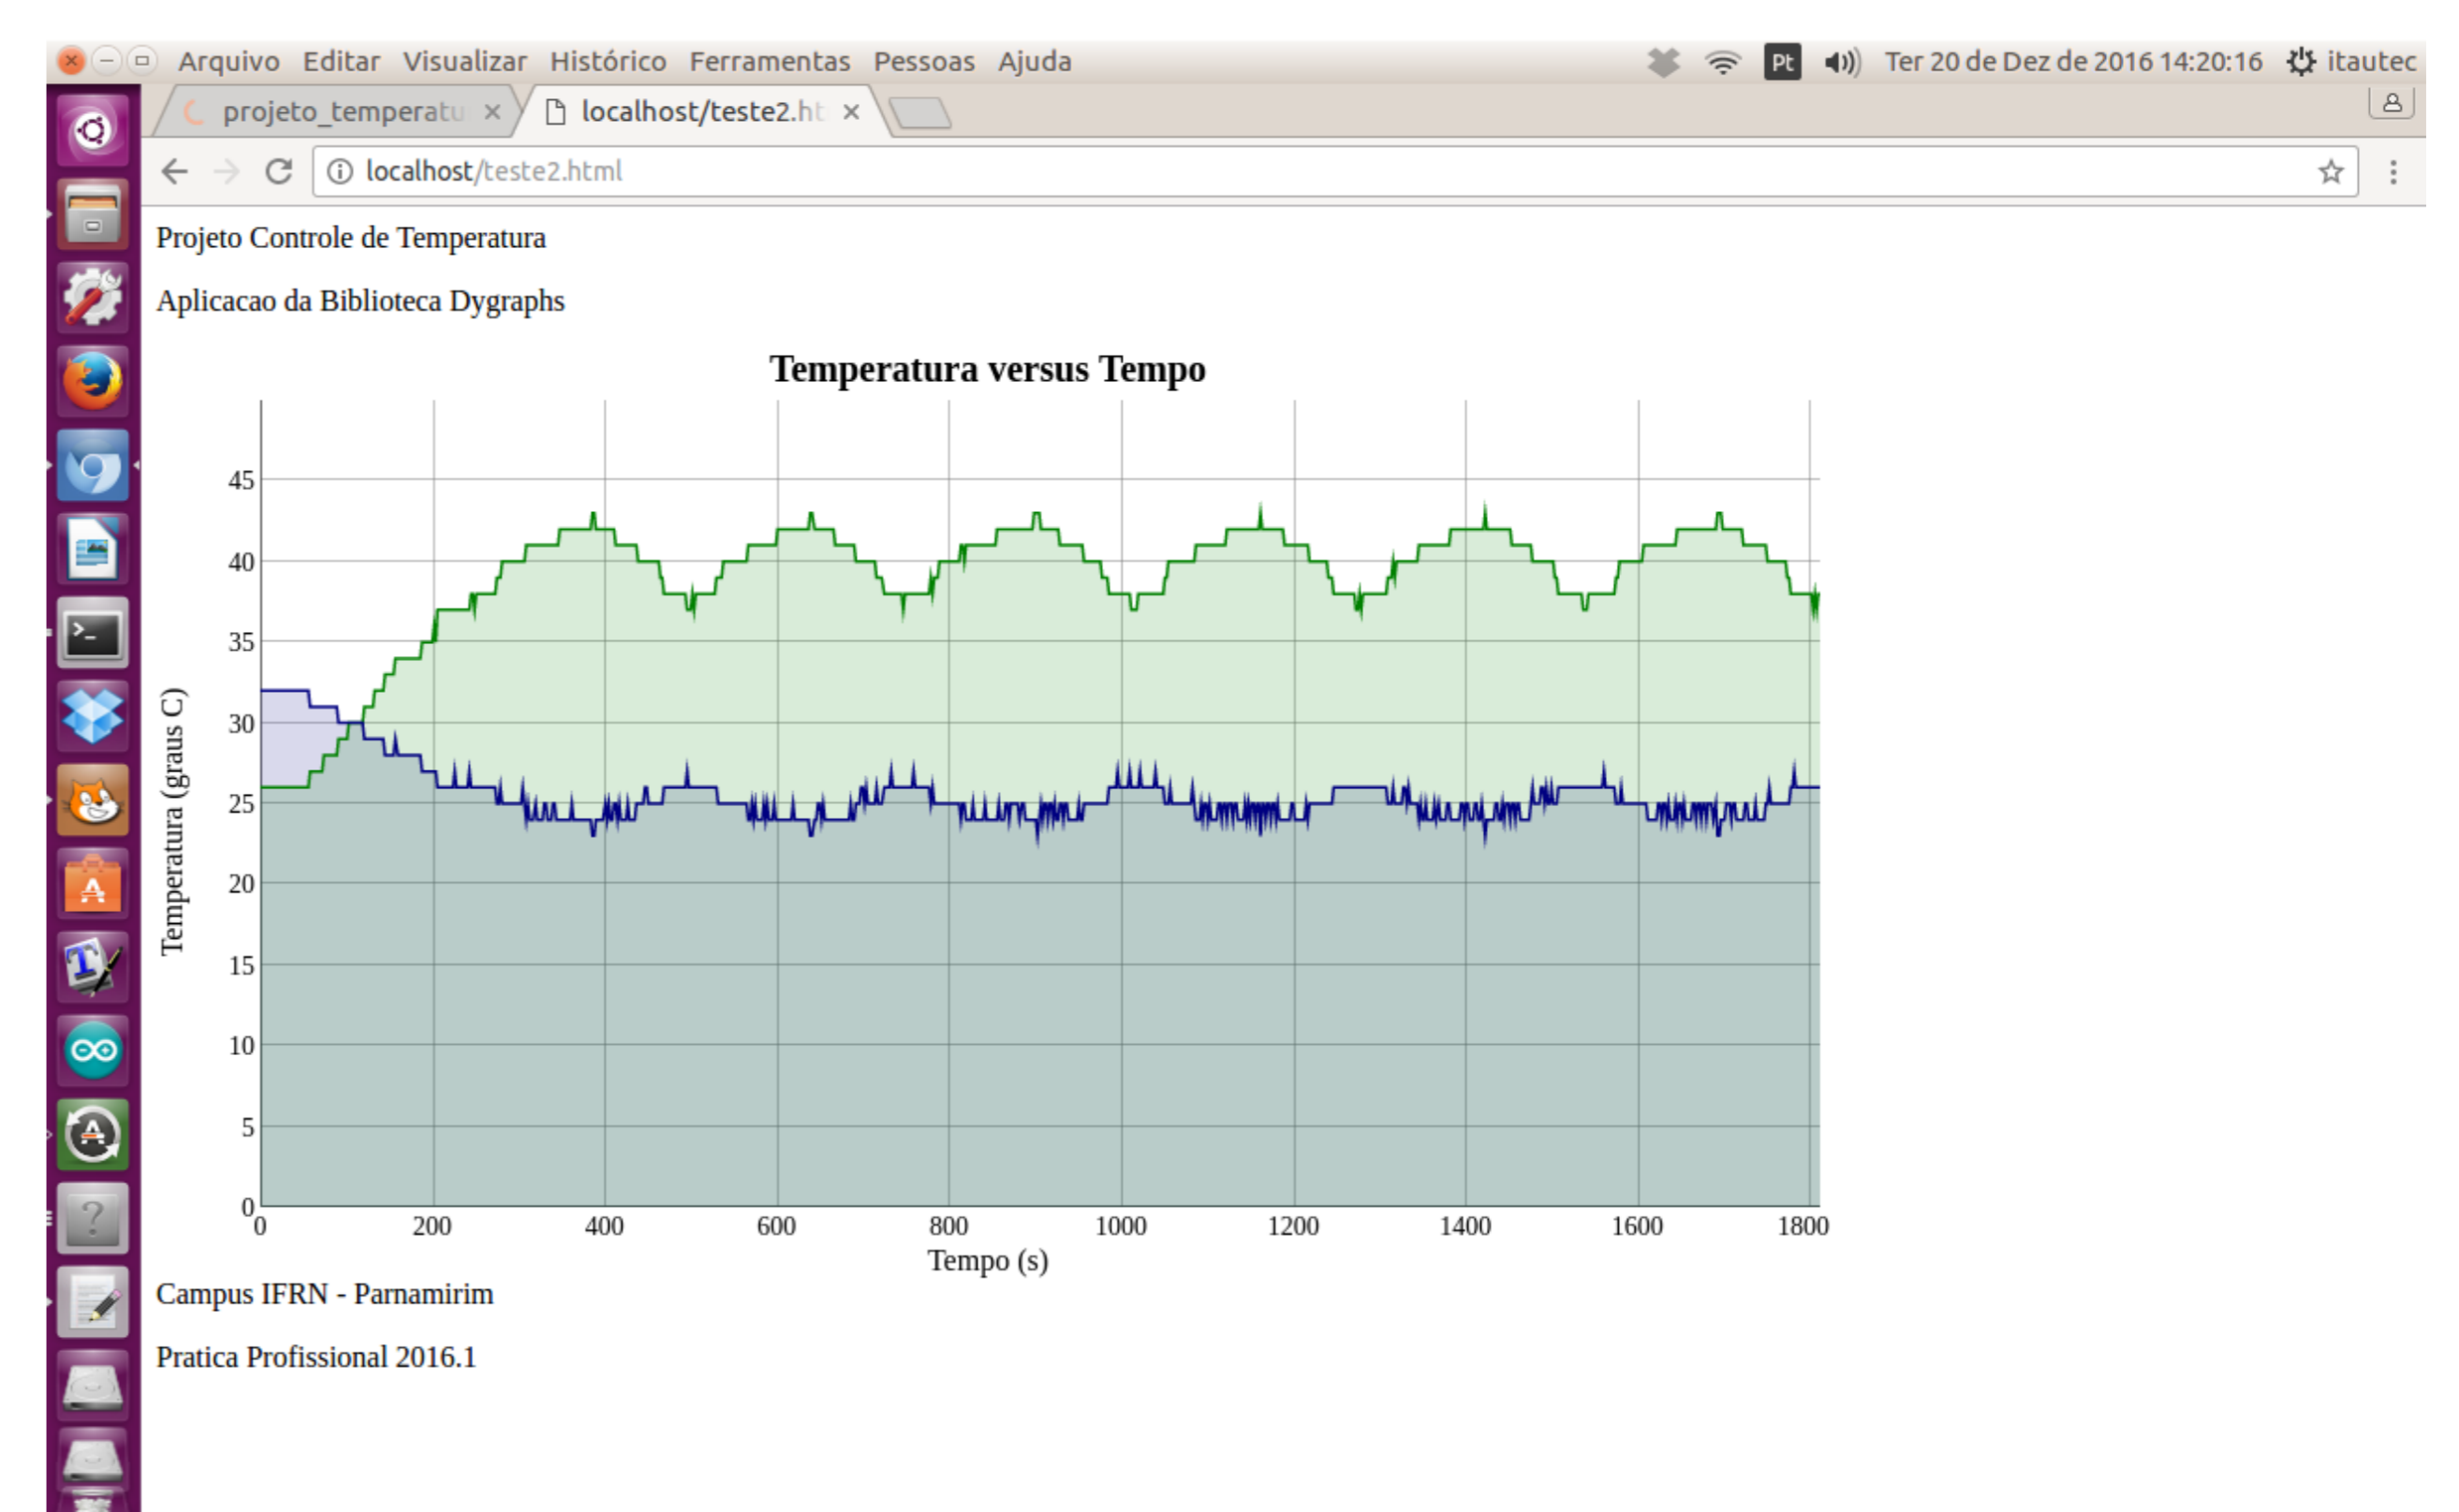 Arquivo Editar Visualizar Histórico Ferramentas Pessoas Ajuda Pt Ter 20 de Dez de 2016 14:20:16 itautec
projeto_temperatu localhost/teste2.ht
localhost/teste2.html
Projeto Controle de Temperatura
Aplicacao da Biblioteca Dygraphs
Temperatura versus Tempo
45
40
35
30
25
20
15
10
5
0
Temperatura (graus C)
0 200 400 600 800 1000 1200 1400 1600 1800
Tempo (s)
Campus IFRN - Parnamirim
Pratica Profissional 2016.1